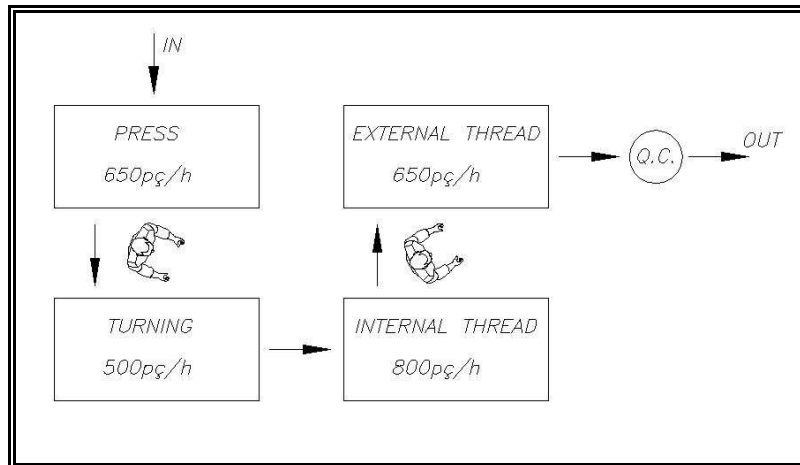 IN
PRESS
650pç/h
TURNING
500pç/h
INTERNAL THREAD
800pç/h
EXTERNAL THREAD
650pç/h
Q.C.
OUT